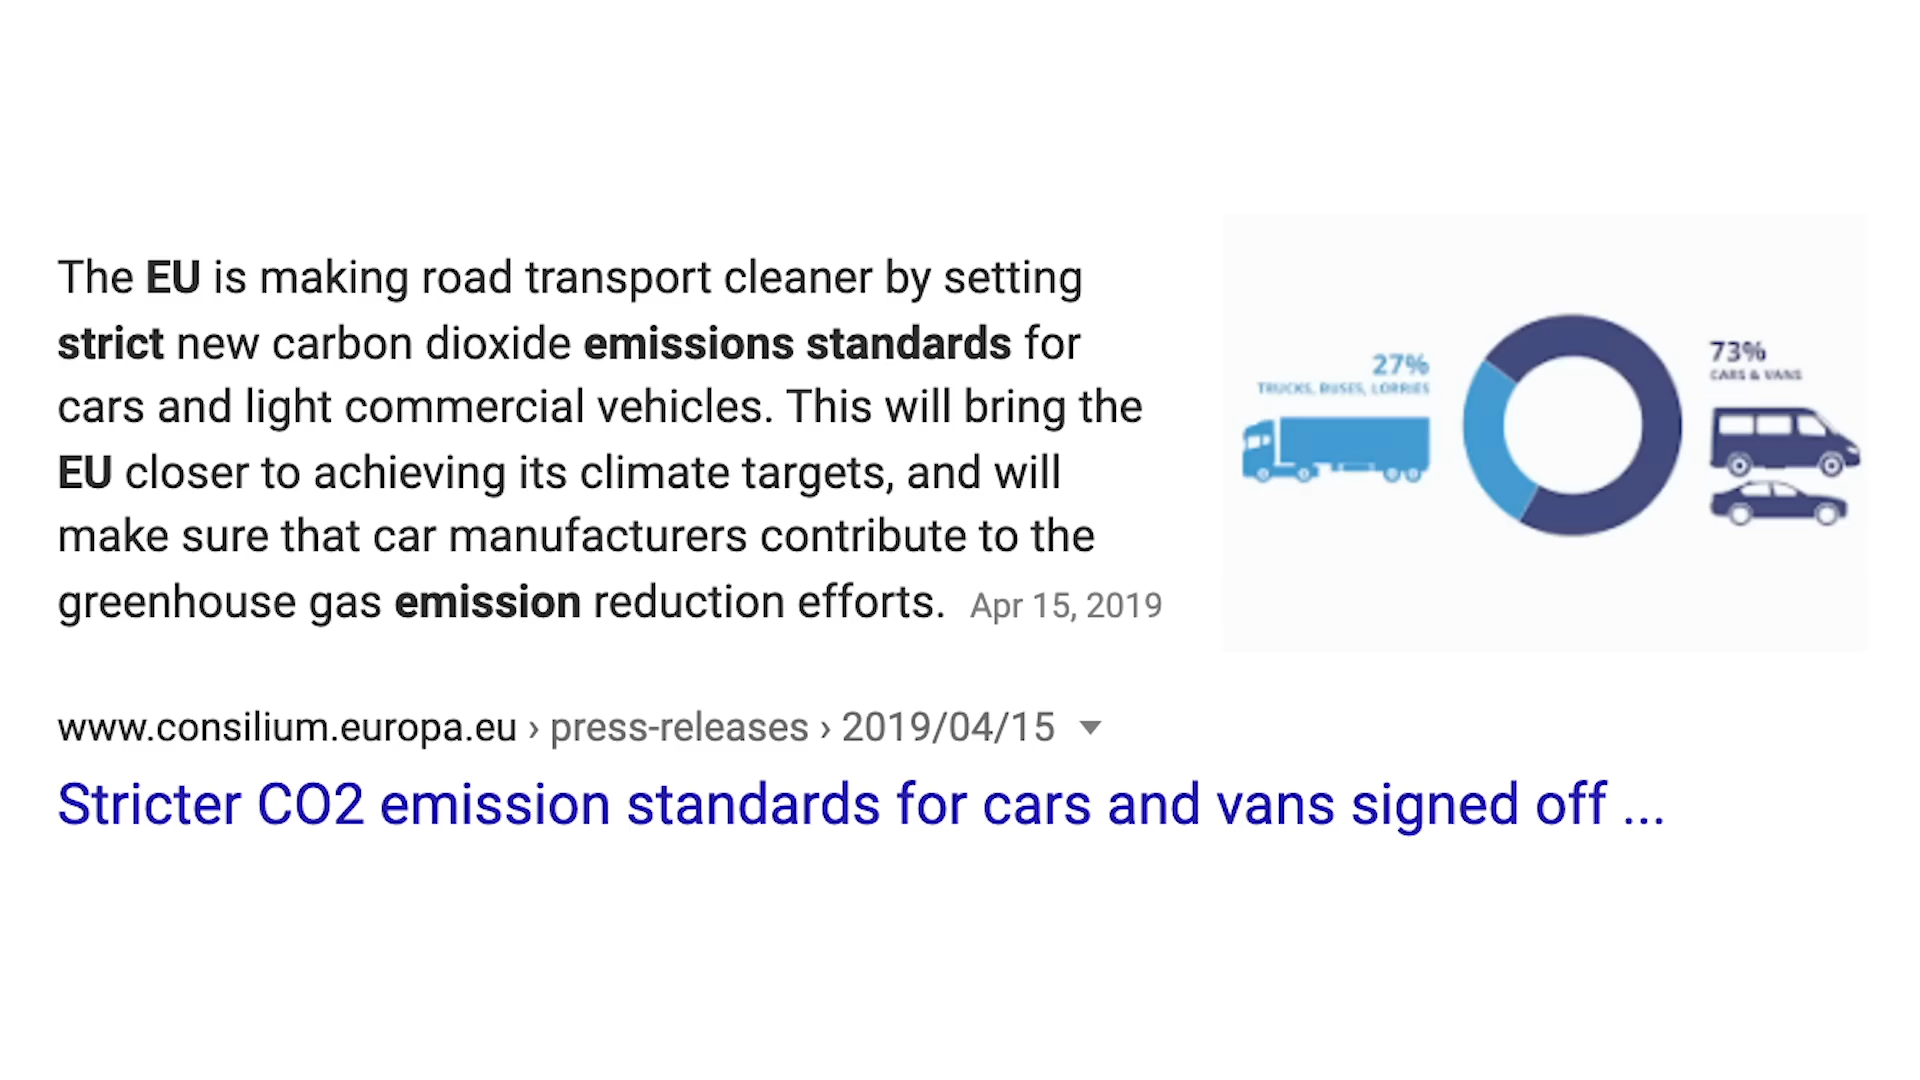 The EU is making road transport cleaner by setting
strict new carbon dioxide emissions standards for
cars and light commercial vehicles. This will bring the
EU closer to achieving its climate targets, and will
make sure that car manufacturers contribute to the
greenhouse gas emission reduction efforts. Apr 15, 2019
27%
TRUCKS, BUSES, LORRIES
73%
CARS & VANS
www.consilium.europa.eu › press-releases › 2019/04/15
Stricter CO2 emission standards for cars and vans signed off ...